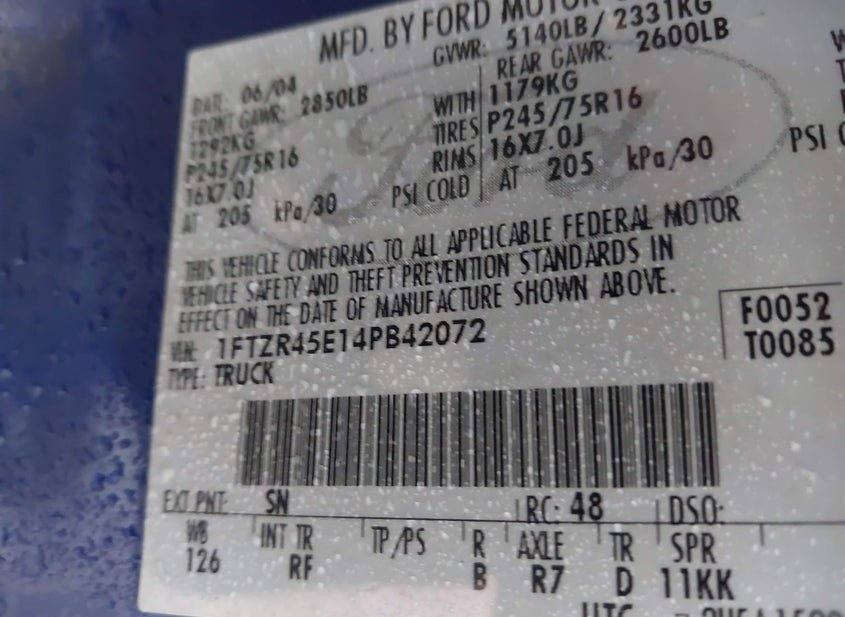 MFD. BY FORD MOTOR
DATE: 06/04 GVWR: 5140LB/ 2331KG
FRONT GAWR: 2850LB REAR GAWR: 2600LB
1292KG WITH 1179KG
P245/75R16 TIRES P245/75R16
16X7.0J RIMS 16X7.0J
AT 205 kPa/30 PSI COLD AT 205 kPa/30 PSI
THIS VEHICLE CONFORMS TO ALL APPLICABLE FEDERAL MOTOR
VEHICLE SAFETY AND THEFT PREVENTION STANDARDS IN
EFFECT ON THE DATE OF MANUFACTURE SHOWN ABOVE.
VIN: 1FTZR45E14PB42072
TYPE: TRUCK
F0052
T0085
EXT PNT: SN RC: 48 DSO:
WB INT TR TP/PS R AXLE TR SPR
126 RF B R7 D 11KK
UTC